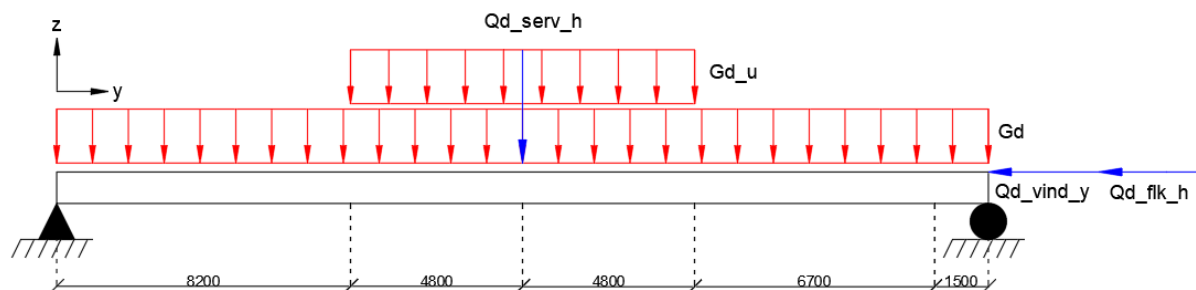 Qd_serv_h
z
Gd_u
y
Gd
Qd_vind_y
Qd_flk_h
8200
4800
4800
6700
1500